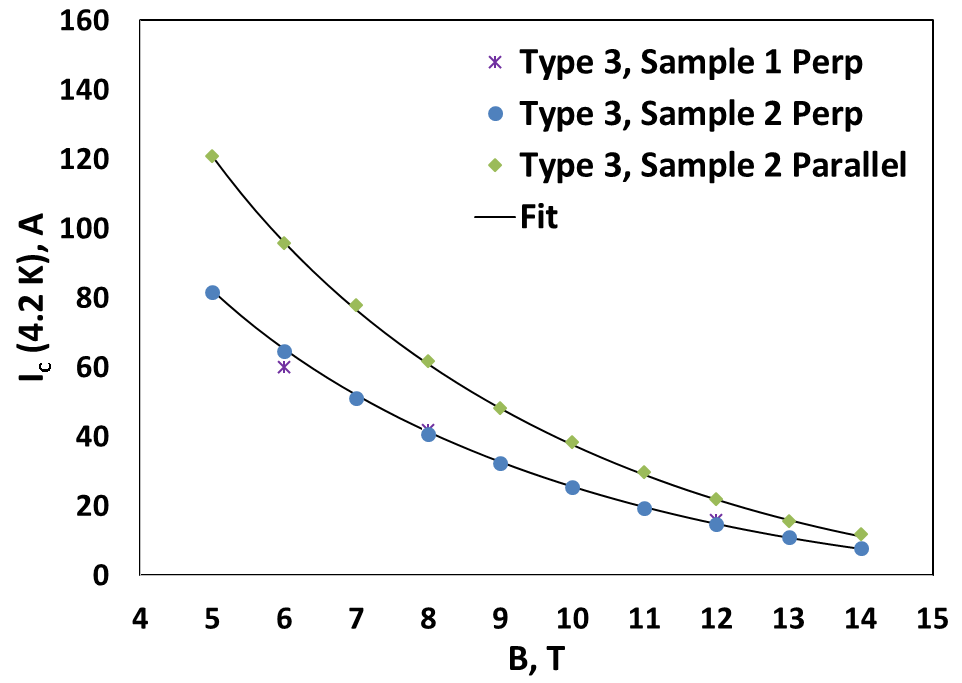 160
140
120
100
80
60
40
20
0
4 5 6 7 8 9 10 11 12 13 14 15
I_c (4.2 K), A
B, T
Type 3, Sample 1 Perp
Type 3, Sample 2 Perp
Type 3, Sample 2 Parallel
Fit